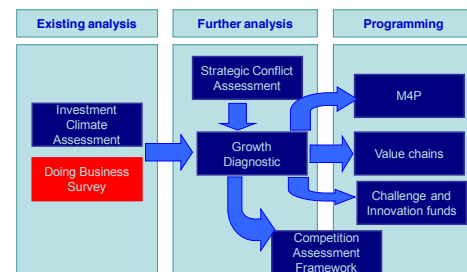 Existing analysis
Further analysis
Programming
Investment
Climate
Assessment
Doing Business
Survey
Strategic Conflict
Assessment
Growth
Diagnostic
Competition
Assessment
Framework
M4P
Value chains
Challenge and
Innovation funds